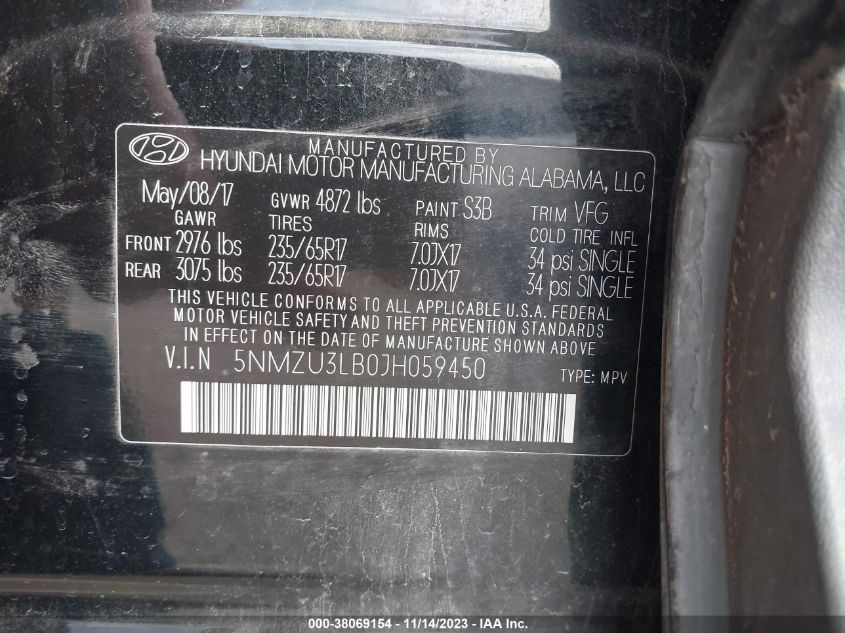 MANUFACTURED BY
HYUNDAI MOTOR MANUFACTURING ALABAMA, LLC
May/08/17 GVWR 4872 lbs PAINT S3B TRIM VFG
GAWR TIRES RIMS COLD TIRE INFL
FRONT 2976 lbs 235/65R17 7.0JX17 34 psi SINGLE
REAR 3075 lbs 235/65R17 7.0JX17 34 psi SINGLE
THIS VEHICLE CONFORMS TO ALL APPLICABLE U.S.A. FEDERAL
MOTOR VEHICLE SAFETY AND THEFT PREVENTION STANDARDS
IN EFFECT ON THE DATE OF MANUFACTURE SHOWN ABOVE.
V.I.N 5NMZU3LB0JH059450 TYPE: MPV
000-38069154 - 11/14/2023 - IAA Inc.